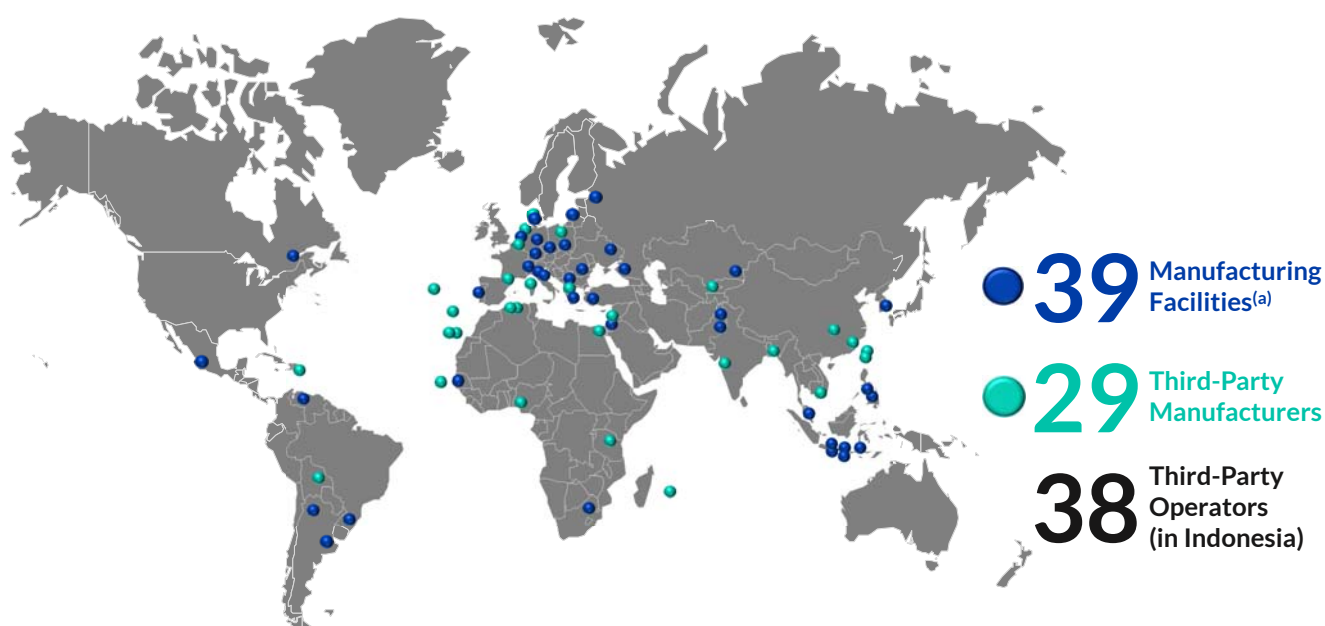 39
Manufacturing
Facilities(a)
29
Third-Party
Manufacturers
38
Third-Party
Operators
(in Indonesia)